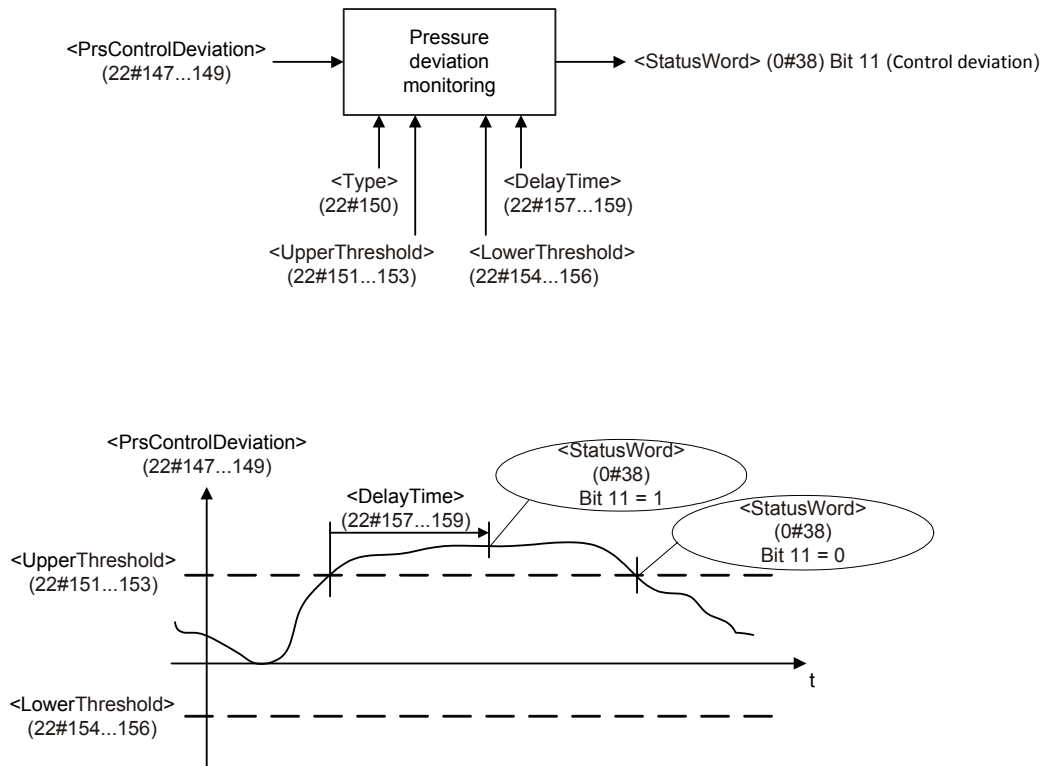 <PrsControlDeviation>
(22#147...149)
Pressure
deviation
monitoring
<StatusWord> (0#38) Bit 11 (Control deviation)
<Type>
(22#150)
<DelayTime>
(22#157...159)
<UpperThreshold>
(22#151...153)
<LowerThreshold>
(22#154...156)
<PrsControlDeviation>
(22#147...149)
<StatusWord>
(0#38)
Bit 11 = 1
<DelayTime>
(22#157...159)
<StatusWord>
(0#38)
Bit 11 = 0
<UpperThreshold>
(22#151...153)
t
<LowerThreshold>
(22#154...156)